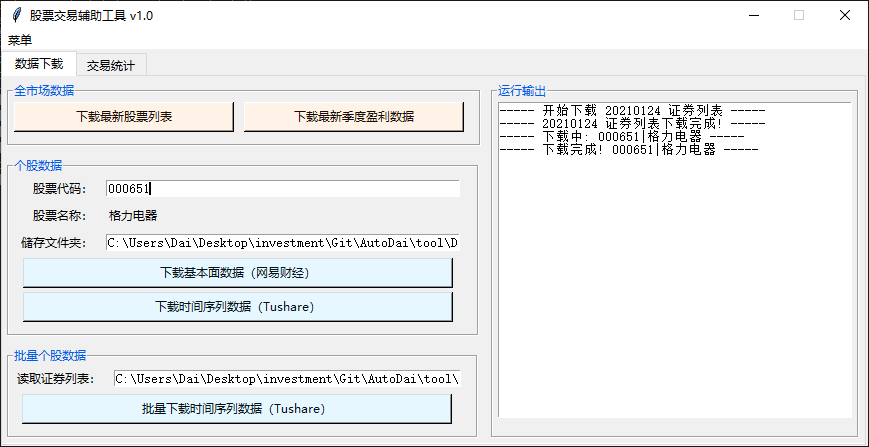 股票交易辅助工具 v1.0
菜单
数据下载 交易统计
全市场数据
下载最新股票列表 下载最新季度盈利数据
个股数据
股票代码: 000651
股票名称: 格力电器
储存文件夹: C:\Users\Dai\Desktop\investment\Git\AutoDai\tool\D
下载基本面数据（网易财经）
下载时间序列数据（Tushare）
批量个股数据
读取证券列表: C:\Users\Dai\Desktop\investment\Git\AutoDai\tool\
批量下载时间序列数据（Tushare）
运行输出
----- 开始下载 20210124 证券列表 -----
----- 20210124 证券列表下载完成! -----
----- 下载中: 000651|格力电器 -----
----- 下载完成! 000651|格力电器 -----